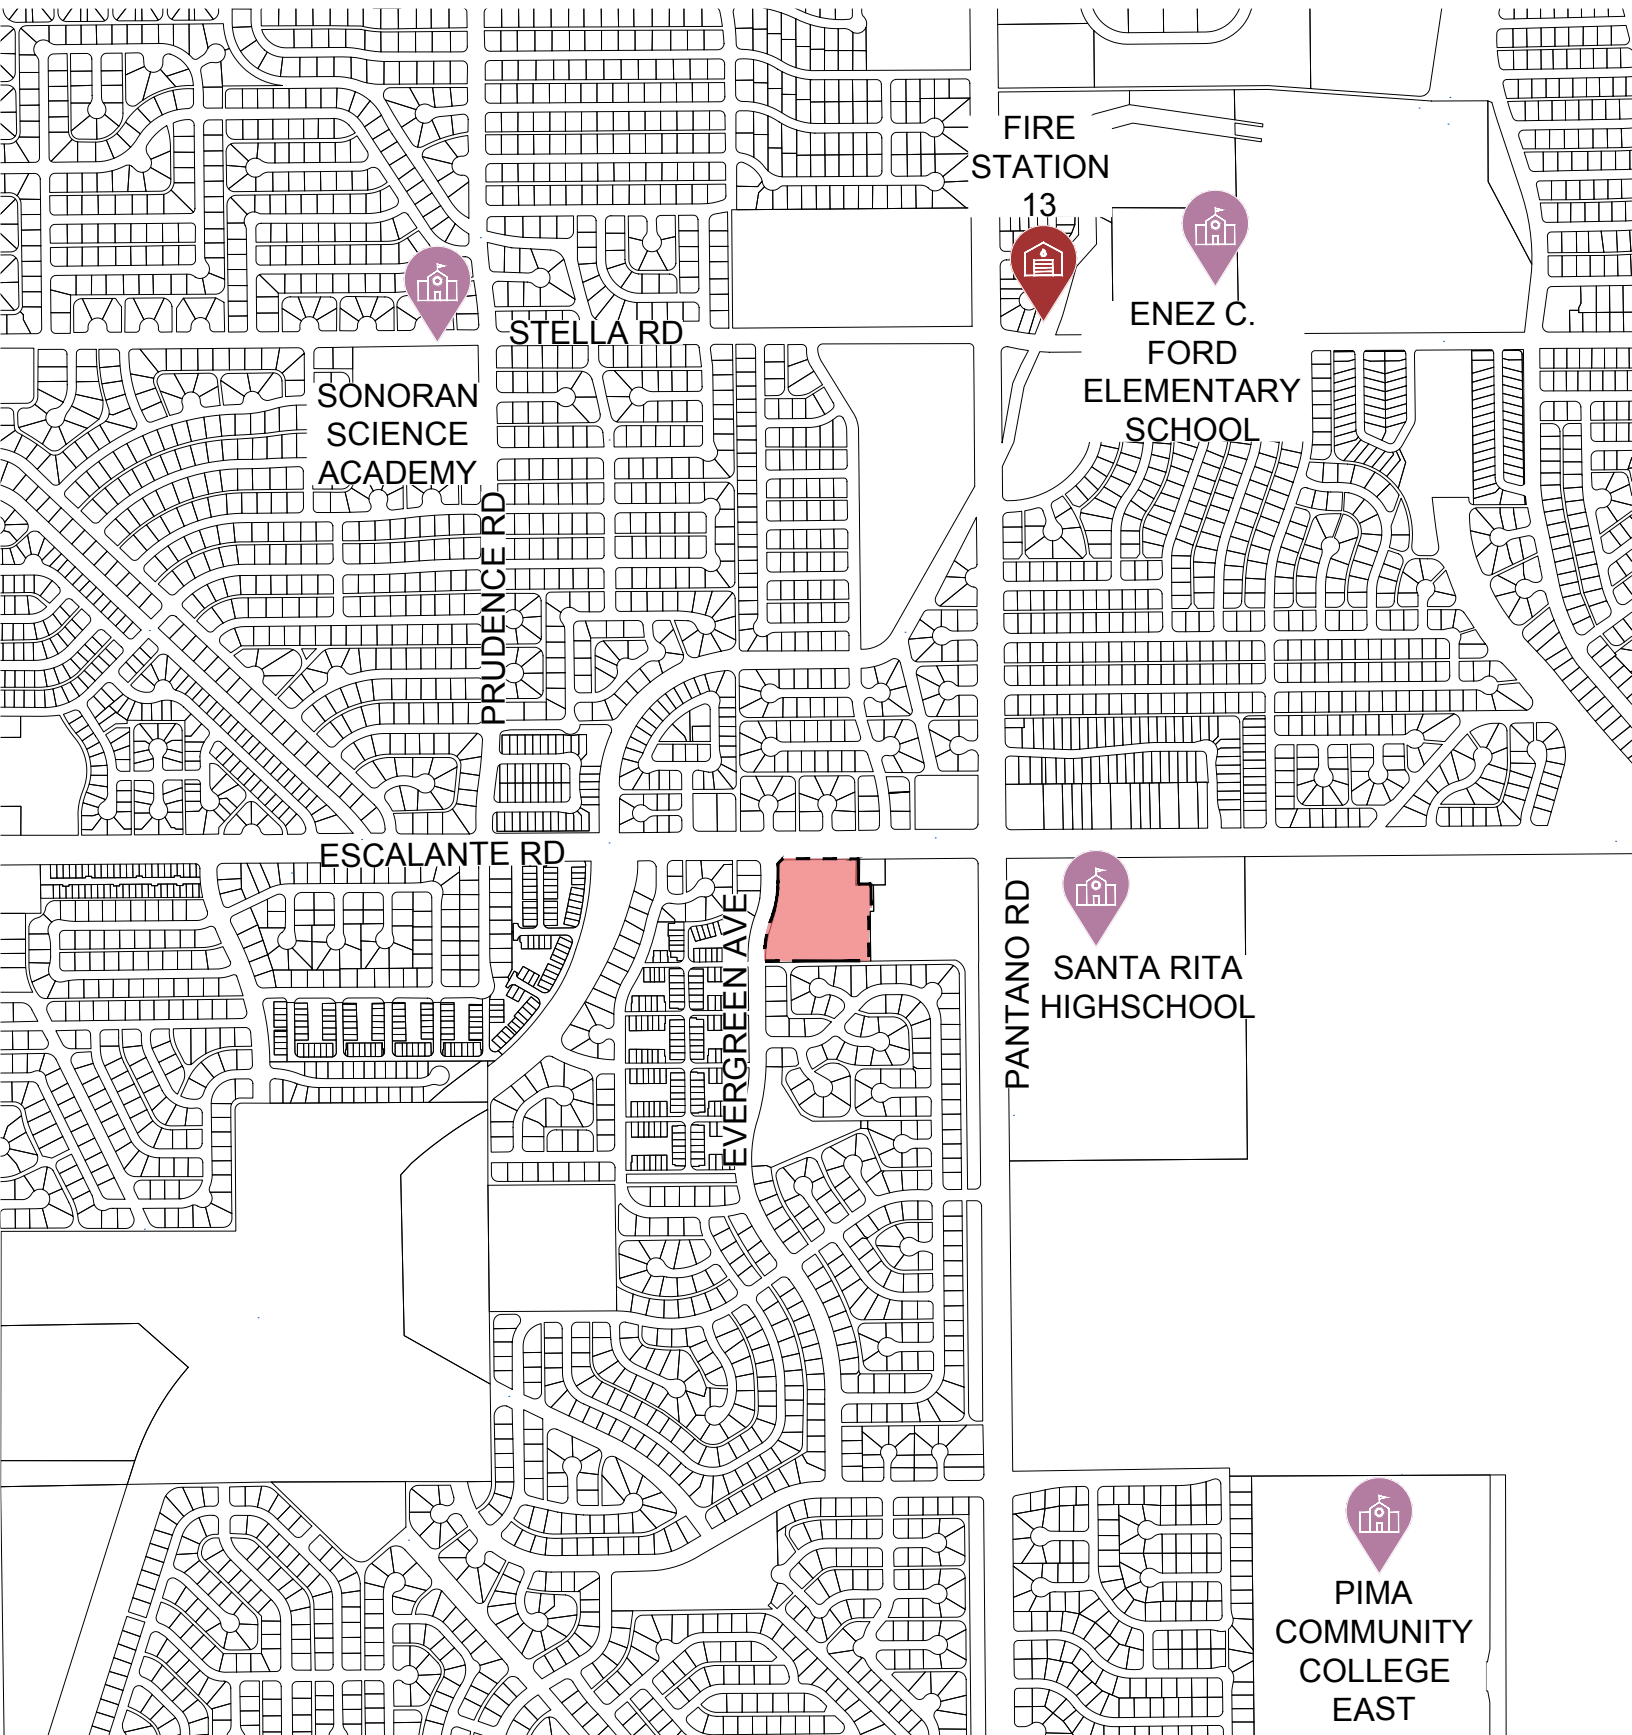 FIRE
STATION
13
ENEZ C.
FORD
ELEMENTARY
SCHOOL
STELLA RD
SONORAN
SCIENCE
ACADEMY
PRUDENCE RD
ESCALANTE RD
EVERGREEN AVE
PANTANO RD
SANTA RITA
HIGHSCHOOL
PIMA
COMMUNITY
COLLEGE
EAST